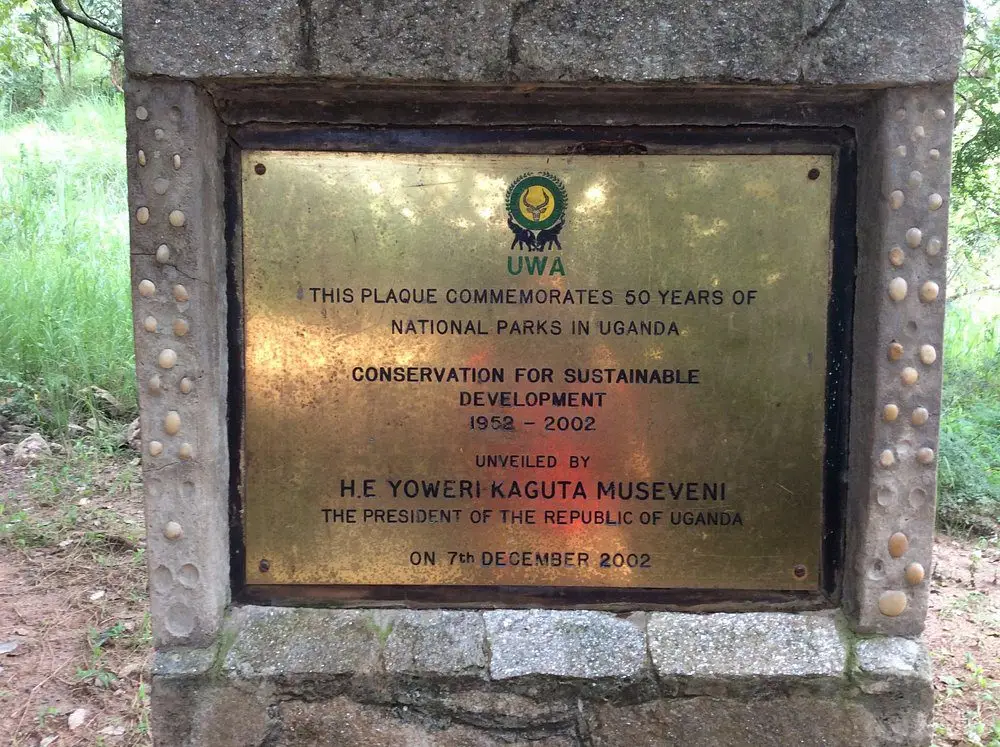 UWA
THIS PLAQUE COMMEMORATES 50 YEARS OF
NATIONAL PARKS IN UGANDA
CONSERVATION FOR SUSTAINABLE
DEVELOPMENT
1952 - 2002
UNVEILED BY
H.E YOWERI KAGUTA MUSEVENI
THE PRESIDENT OF THE REPUBLIC OF UGANDA
ON 7th DECEMBER 2002